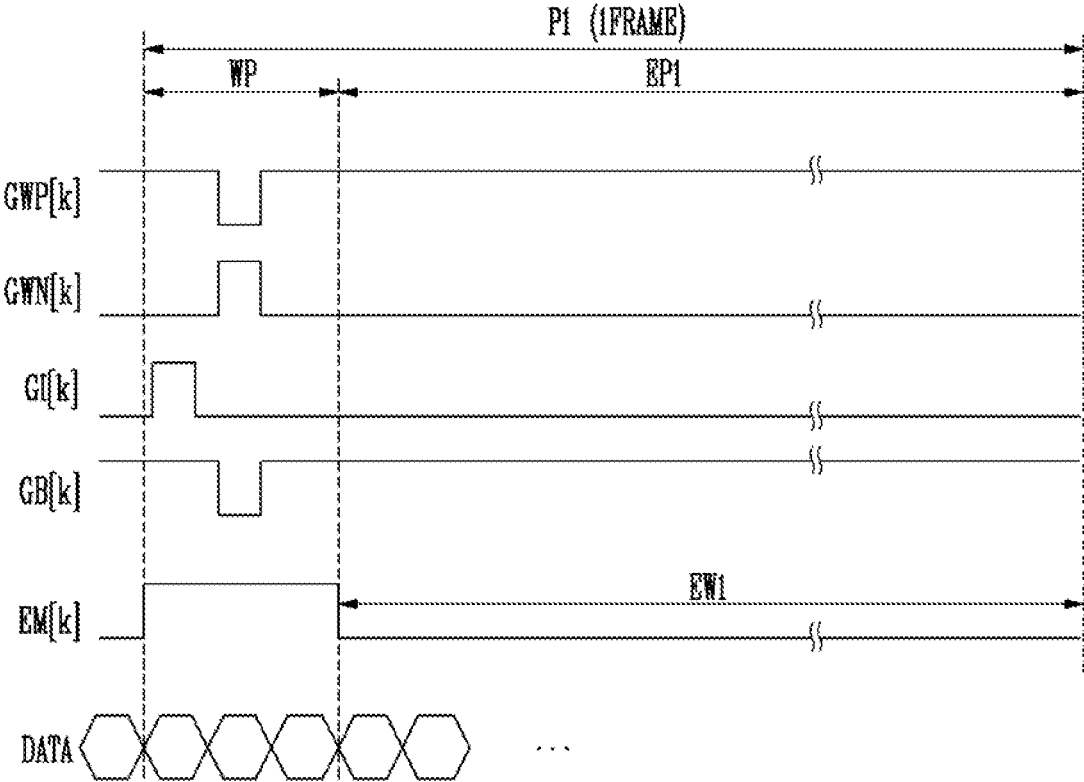 P1 (1FRAME)
WP
EP1
GWP[k]
GWN[k]
GI[k]
GB[k]
EW1
EM[k]
DATA
...